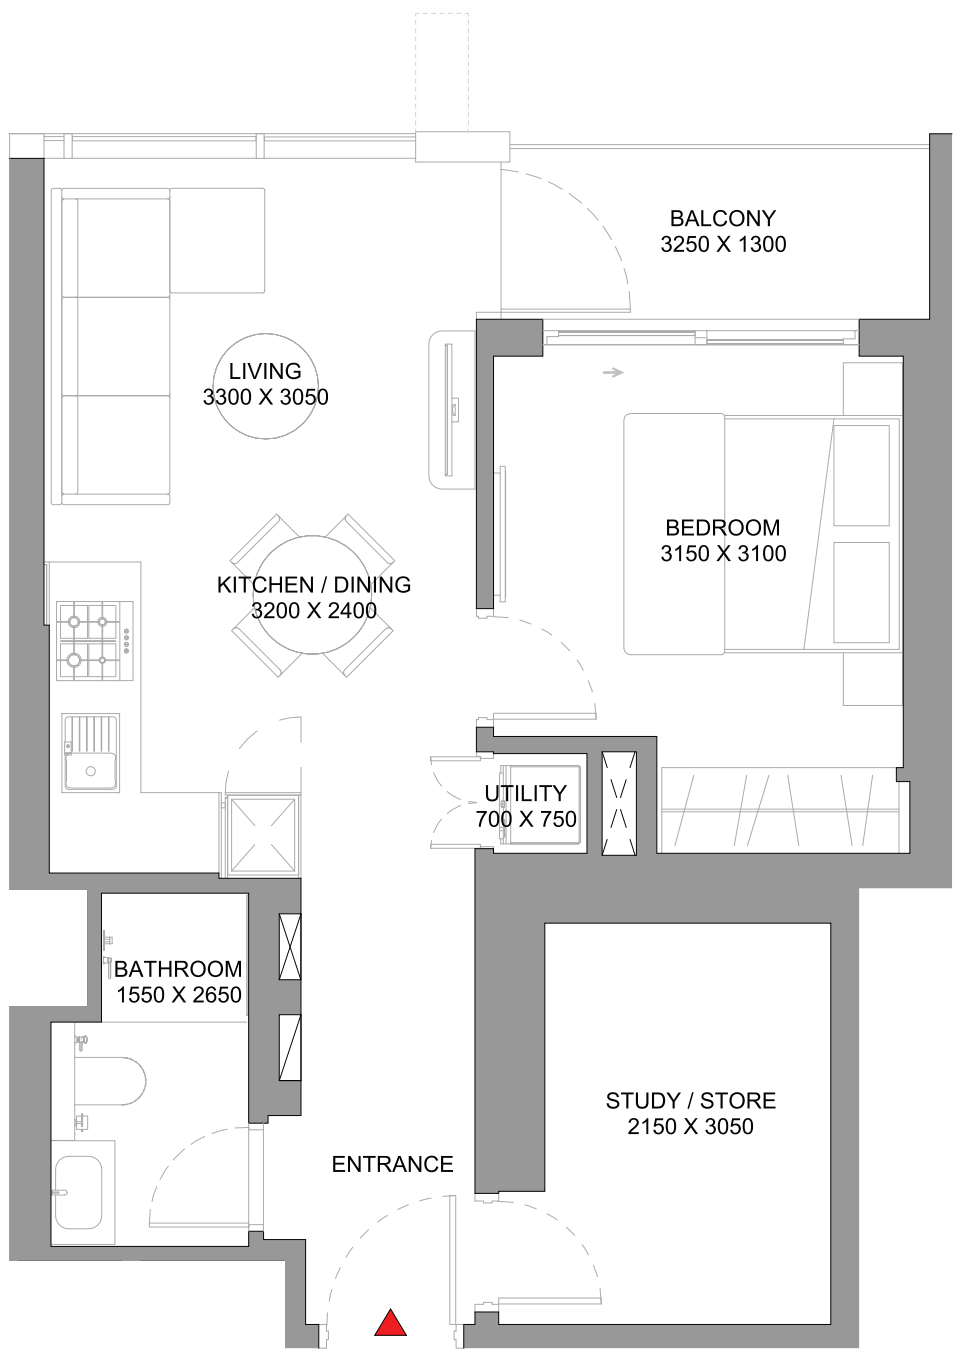 BALCONY
3250 X 1300
LIVING
3300 X 3050
BEDROOM
3150 X 3100
KITCHEN / DINING
3200 X 2400
UTILITY
700 X 750
BATHROOM
1550 X 2650
STUDY / STORE
2150 X 3050
ENTRANCE